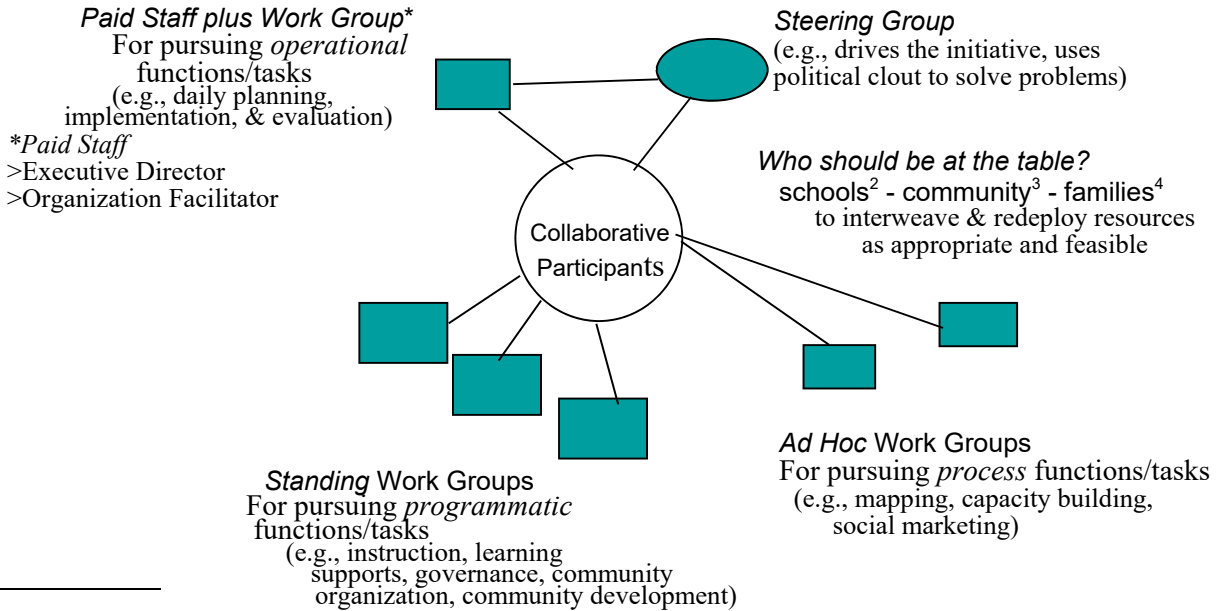 Paid Staff plus Work Group*
For pursuing operational
functions/tasks
(e.g., daily planning,
implementation, & evaluation)
*Paid Staff
>Executive Director
>Organization Facilitator
Steering Group
(e.g., drives the initiative, uses
political clout to solve problems)
Who should be at the table?
schools² - community³ - families⁴
to interweave & redeploy resources
as appropriate and feasible
Collaborative
Participants
Standing Work Groups
For pursuing programmatic
functions/tasks
(e.g., instruction, learning
supports, governance, community
organization, community development)
Ad Hoc Work Groups
For pursuing process functions/tasks
(e.g., mapping, capacity building,
social marketing)